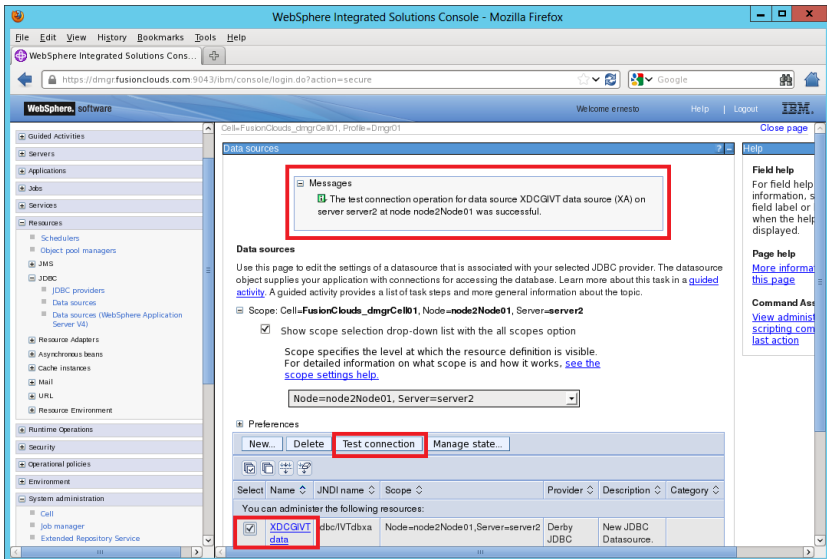 WebSphere Integrated Solutions Console - Mozilla Firefox
File Edit View History Bookmarks Tools Help
WebSphere Integrated Solutions Cons...
https://dmgr.fusionclouds.com:9043/ibm/console/login.do?action=secure
Google
WebSphere. software
Welcome ernesto
Help | Logout
IBM.
Cell=FusionClouds_dmgrCell01, Profile=Dmgr01
Close page
Guided Activities
Servers
Applications
Jobs
Services
Resources
Schedulers
Object pool managers
JMS
JDBC
JDBC providers
Data sources
Data sources (WebSphere Application
Server V4)
Resource Adapters
Asynchronous beans
Cache instances
Mail
URL
Resource Environment
Runtime Operations
Security
Operational policies
Environment
System administration
Cell
Job manager
Extended Repository Service
Data sources
? -
Messages
The test connection operation for data source XDCGIVT data source (XA) on
server server2 at node node2Node01 was successful.
Data sources
Use this page to edit the settings of a datasource that is associated with your selected JDBC provider. The datasource
object supplies your application with connections for accessing the database. Learn more about this task in a guided
activity. A guided activity provides a list of task steps and more general information about the topic.
Scope: Cell=FusionClouds_dmgrCell01, Node=node2Node01, Server=server2
Show scope selection drop-down list with the all scopes
option
Scope specifies the level at which the resource definition is visible.
For detailed information on what scope is and how it works, see the
scope settings help.
Node=node2Node01, Server=server2
Preferences
New... Delete Test connection Manage state...
Select Name JNDI name Scope Provider Description Category
You can administer the following resources:
XDCGIVT jdbc/IVTdbxa Node=node2Node01,Server=server2 Derby New JDBC
data JDBC Datasource.
Help
Field help
For field help
information, s
field label or
when the help
displayed.
Page help
More informa
this page
Command Ass
View administ
scripting com
last action